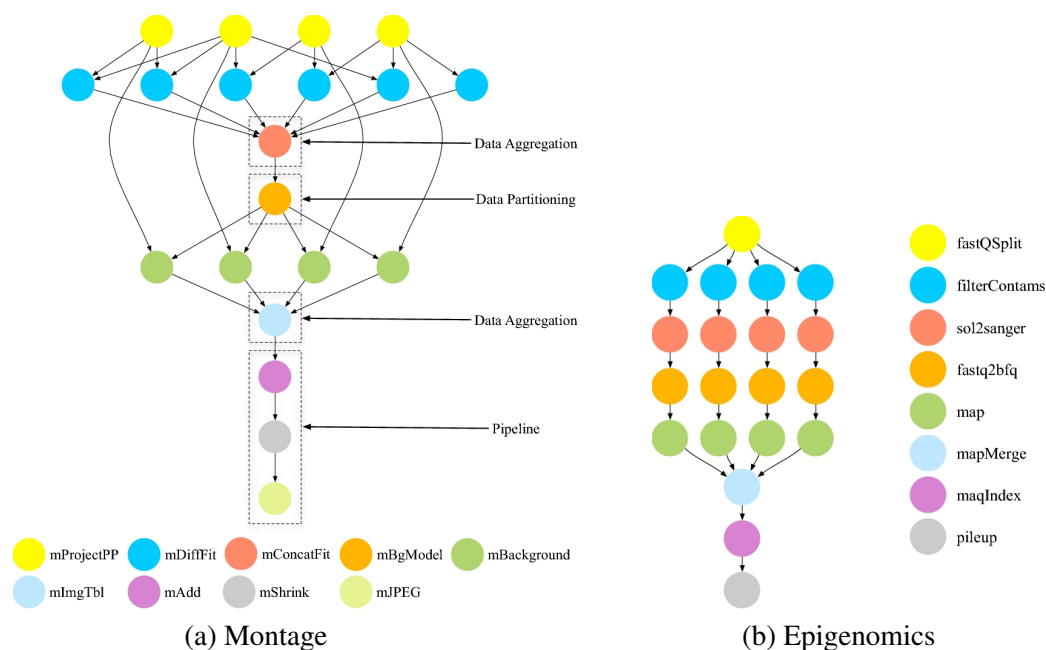 Data Aggregation
Data Partitioning
Data Aggregation
Pipeline
mProjectPP
mDiffFit
mConcatFit
mBgModel
mBackground
mImgTbl
mAdd
mShrink
mJPEG
(a) Montage
fastQSplit
filterContams
sol2sanger
fastq2bfq
map
mapMerge
maqIndex
pileup
(b) Epigenomics